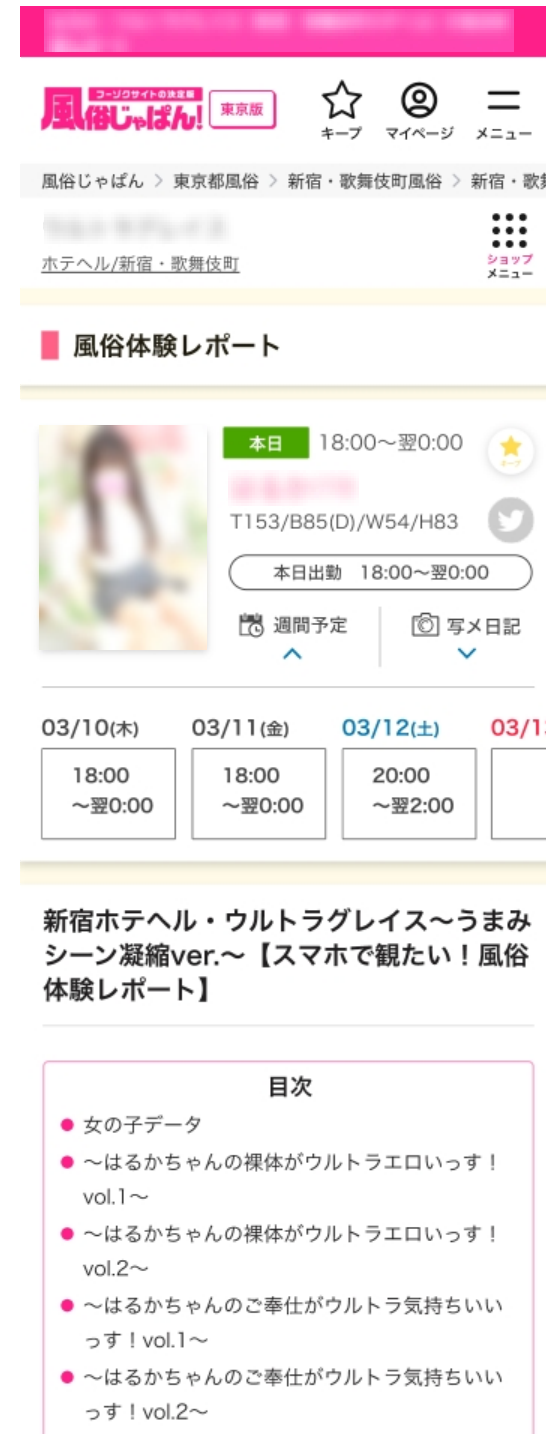 フーゾクサイトの決定版
風俗じゃぱん!
東京版
キープ
マイページ
メニュー
風俗じゃぱん > 東京都風俗 > 新宿・歌舞伎町風俗 > 新宿・歌舞
ホテヘル/新宿・歌舞伎町
ショップ
メニュー
風俗体験レポート
本日 18:00〜翌0:00
キープ
T153/B85(D)/W54/H83
本日出勤 18:00〜翌0:00
週間予定
写メ日記
03/10(木) 03/11(金) 03/12(土) 03/1
18:00
〜翌0:00
18:00
〜翌0:00
20:00
〜翌2:00
新宿ホテヘル・ウルトラグレイス〜うまみ
シーン凝縮ver.〜【スマホで観たい!風俗
体験レポート】
目次
女の子データ
〜はるかちゃんの裸体がウルトラエロいっす!
vol.1〜
〜はるかちゃんの裸体がウルトラエロいっす!
vol.2〜
〜はるかちゃんのご奉仕がウルトラ気持ちいい
っす!vol.1〜
〜はるかちゃんのご奉仕がウルトラ気持ちいい
っす!vol.2〜